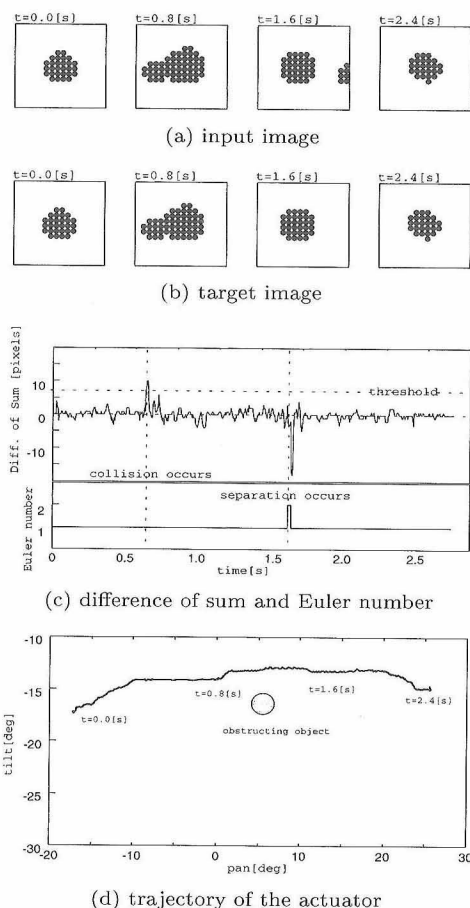 t=0.0[s] t=0.8[s] t=1.6[s] t=2.4[s]
(a) input image
t=0.0[s] t=0.8[s] t=1.6[s] t=2.4[s]
(b) target image
Diff. of Sum [pixels]
10
0
-10
threshold
collision occurs
separation occurs
Euler number
2
1
0 0.5 1.0 1.5 2.0 2.5
time[s]
(c) difference of sum and Euler number
tilt[deg]
-10
-15
-20
-25
-30
t=0.0[s]
t=0.8[s]
t=1.6[s]
t=2.4[s]
obstructing object
-20 -10 0 10 20 30
pan[deg]
(d) trajectory of the actuator